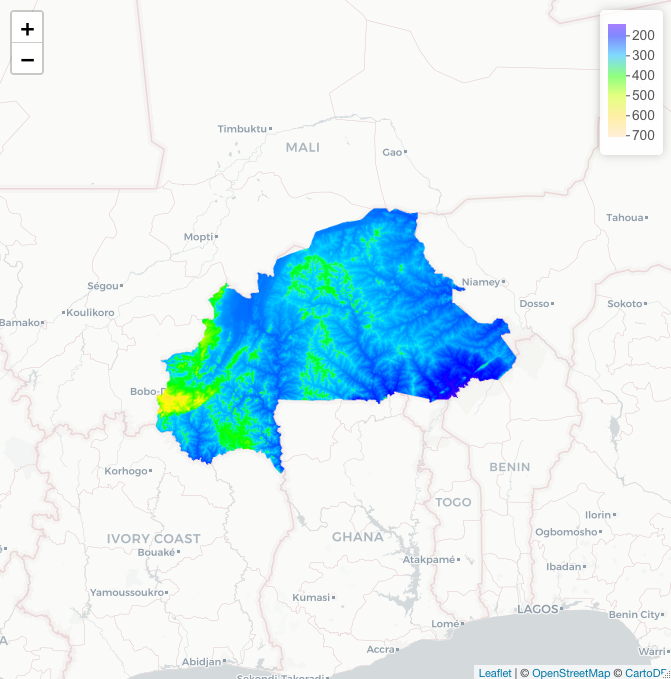 +
−
200
300
400
500
600
700
Timbuktu
MALI
Gao
Tahoua
Mopti
Ségou
Niamey
Dosso
Sokoto
Koulikoro
Bamako
Bobo-D
Korhogo
BENIN
TOGO
IVORY COAST
GHANA
Ilorin
Ogbomosho
Bouaké
Atakpamé
Ibadan
Yamoussoukro
Kumasi
LAGOS
Benin City
Lomé
Accra
Warri
Abidjan
Sekondi-Takoradi
Leaflet | © OpenStreetMap © CartoDB